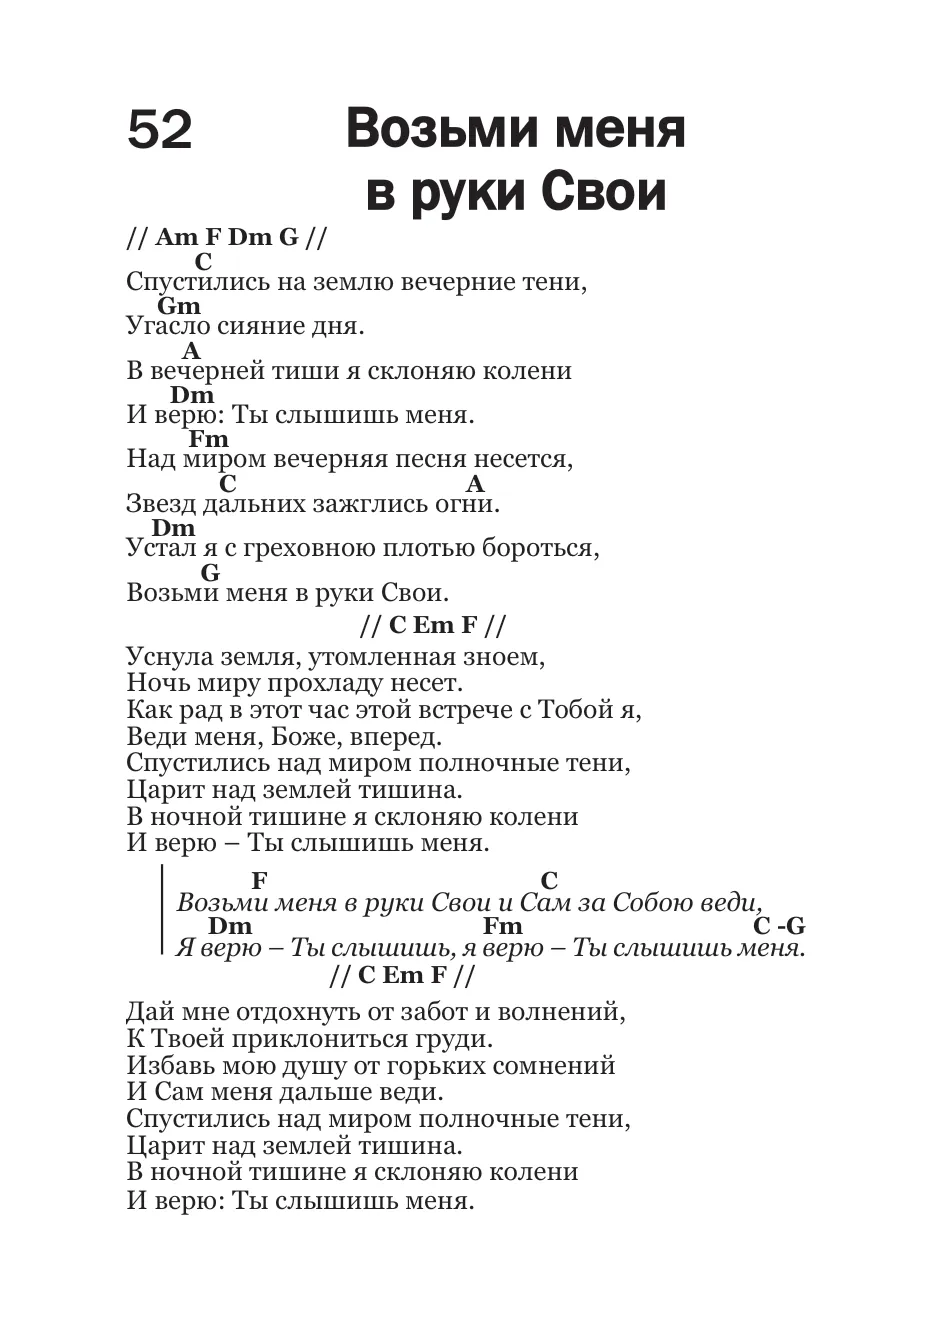 52
Возьми меня
в руки Свои
// Am F Dm G //
C
Спустились на землю вечерние тени,
Gm
Угасло сияние дня.
A
В вечерней тиши я склоняю колени
Dm
И верю: Ты слышишь меня.
Fm
Над миром вечерняя песня несется,
C A
Звезд дальних зажглись огни.
Dm
Устал я с греховною плотью бороться,
G
Возьми меня в руки Свои.
// C Em F //
Уснула земля, утомленная зноем,
Ночь миру прохладу несет.
Как рад в этот час этой встрече с Тобой я,
Веди меня, Боже, вперед.
Спустились над миром полночные тени,
Царит над землей тишина.
В ночной тишине я склоняю колени
И верю – Ты слышишь меня.
F C
Возьми меня в руки Свои и Сам за Собою веди,
Dm Fm C -G
Я верю – Ты слышишь, я верю – Ты слышишь меня.
// C Em F //
Дай мне отдохнуть от забот и волнений,
К Твоей приклониться груди.
Избавь мою душу от горьких сомнений
И Сам меня дальше веди.
Спустились над миром полночные тени,
Царит над землей тишина.
В ночной тишине я склоняю колени
И верю: Ты слышишь меня.